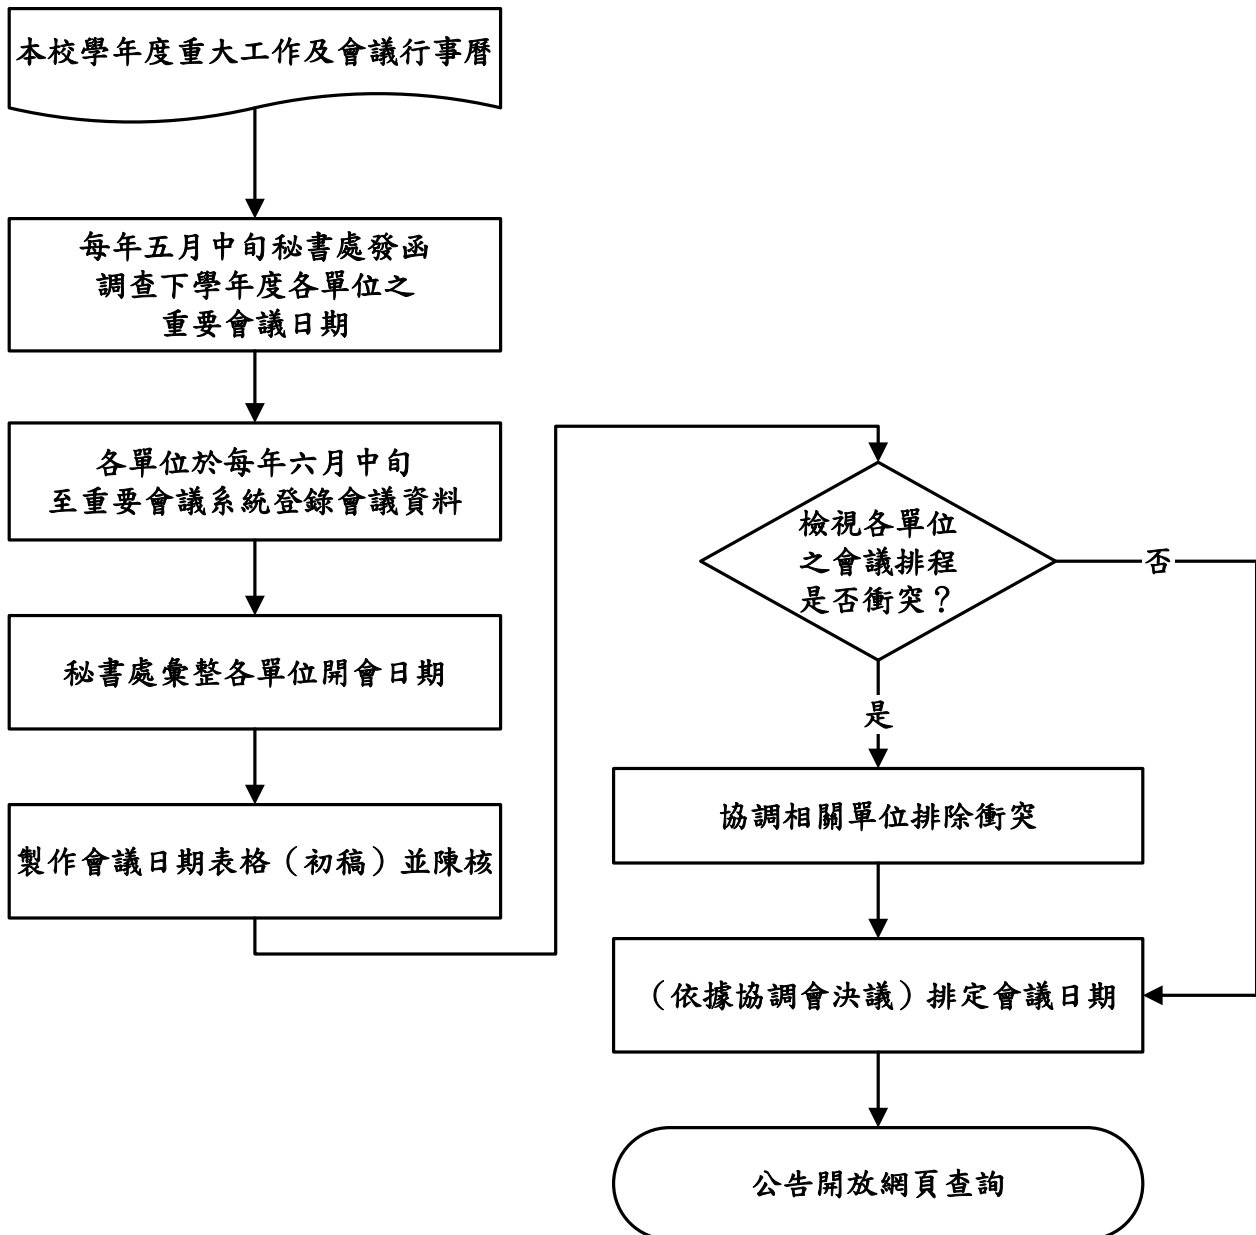 本校學年度重大工作及會議行事曆
每年五月中旬秘書處發函
調查下學年度各單位之
重要會議日期
各單位於每年六月中旬
至重要會議系統登錄會議資料
秘書處彙整各單位開會日期
製作會議日期表格（初稿）並陳核
檢視各單位
之會議排程
是否衝突？
否
是
協調相關單位排除衝突
（依據協調會決議）排定會議日期
公告開放網頁查詢